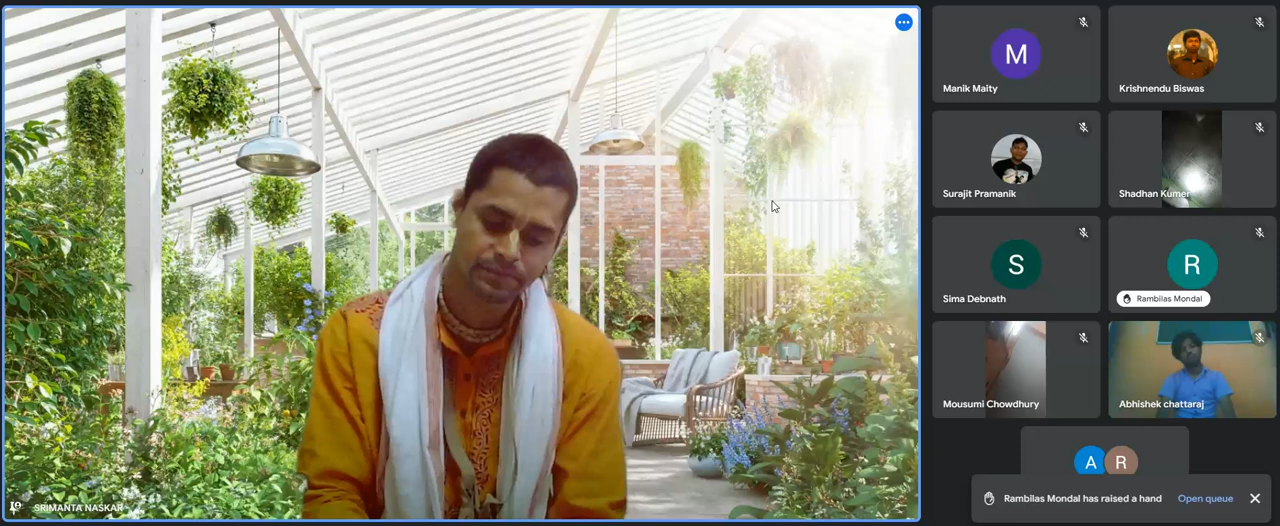 SRIMANTA NASKAR
M
Manik Maity
Krishnendu Biswas
Surajit Pramanik
Shadhan Kumer
S
Sima Debnath
R
Rambilas Mondal
Mousumi Chowdhury
Abhishek chattaraj
A R
Rambilas Mondal has raised a hand Open queue